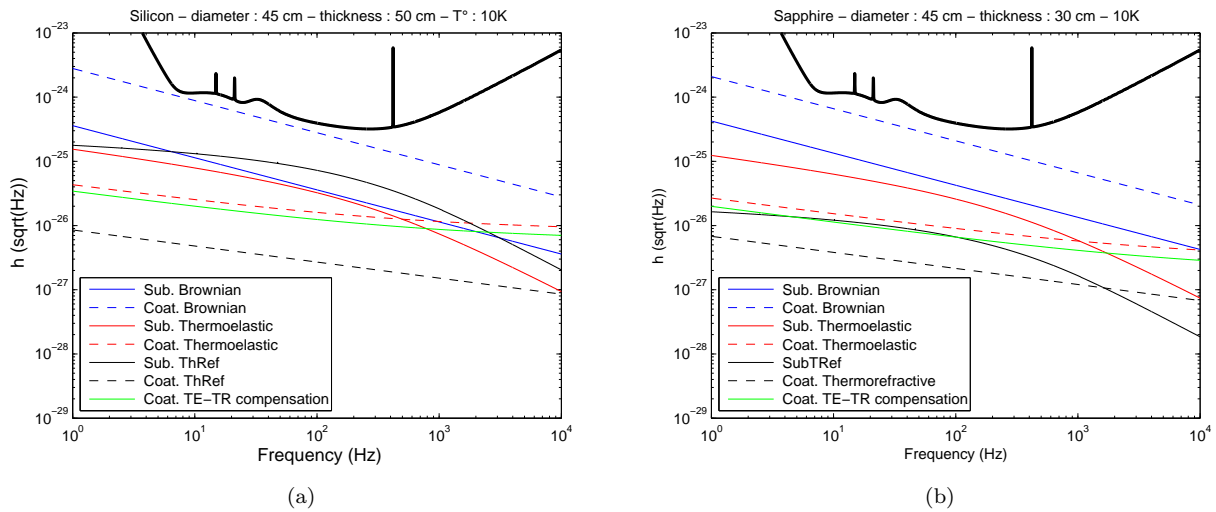 Silicon − diameter : 45 cm − thickness : 50 cm − T° : 10K
10^−23
10^−24
10^−25
10^−26
10^−27
10^−28
10^−29
h (sqrt(Hz))
Sub. Brownian
Coat. Brownian
Sub. Thermoelastic
Coat. Thermoelastic
Sub. ThRef
Coat. ThRef
Coat. TE−TR compensation
10^0
10^1
10^2
10^3
10^4
Frequency (Hz)
(a)
Sapphire − diameter : 45 cm − thickness : 30 cm − 10K
10^−23
10^−24
10^−25
10^−26
10^−27
10^−28
10^−29
h (sqrt(Hz))
Sub. Brownian
Coat. Brownian
Sub. Thermoelastic
Coat. Thermoelastic
SubTRef
Coat. Thermorefractive
Coat. TE−TR compensation
10^0
10^1
10^2
10^3
10^4
Frequency (Hz)
(b)